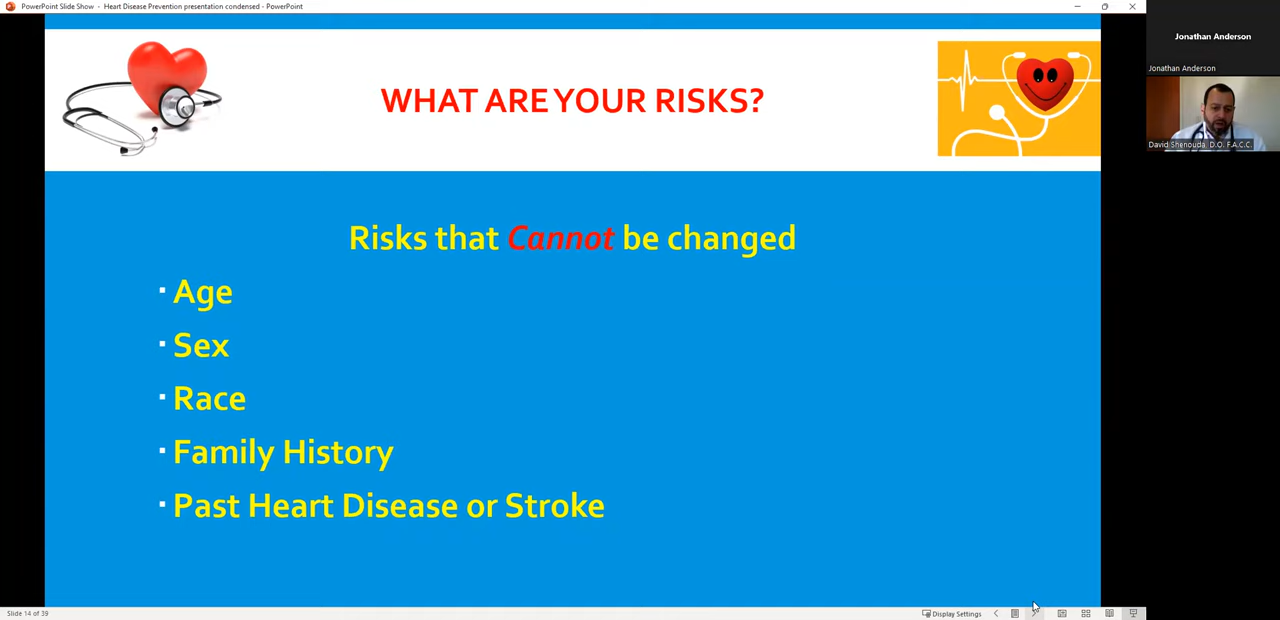 PowerPoint Slide Show - Heart Disease Prevention presentation condensed - PowerPoint
Jonathan Anderson
Jonathan Anderson
David Shenouda, D.O. F.A.C.C.
WHAT ARE YOUR RISKS?
Risks that Cannot be changed
Age
Sex
Race
Family History
Past Heart Disease or Stroke
Slide 14 of 39
Display Settings